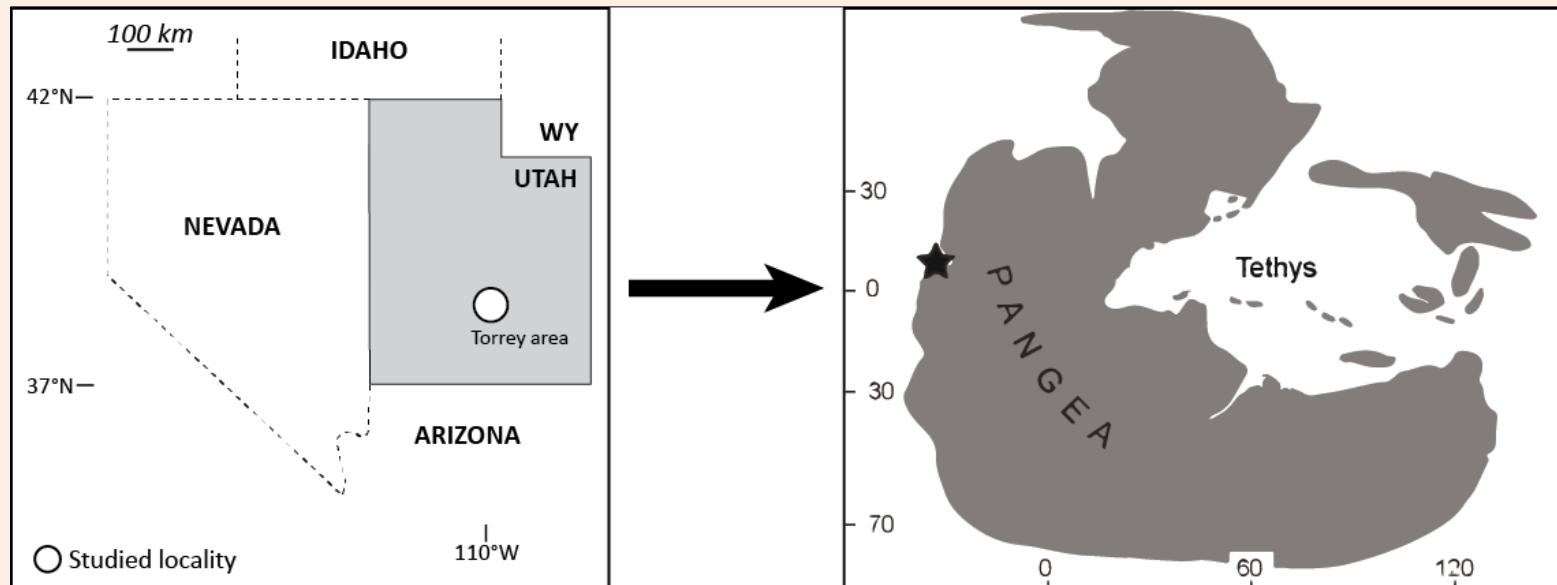 100 km
IDAHO
42°N
WY
UTAH
NEVADA
Torrey area
37°N
ARIZONA
110°W
Studied locality
30
0
30
70
PANGEA
Tethys
0
60
120